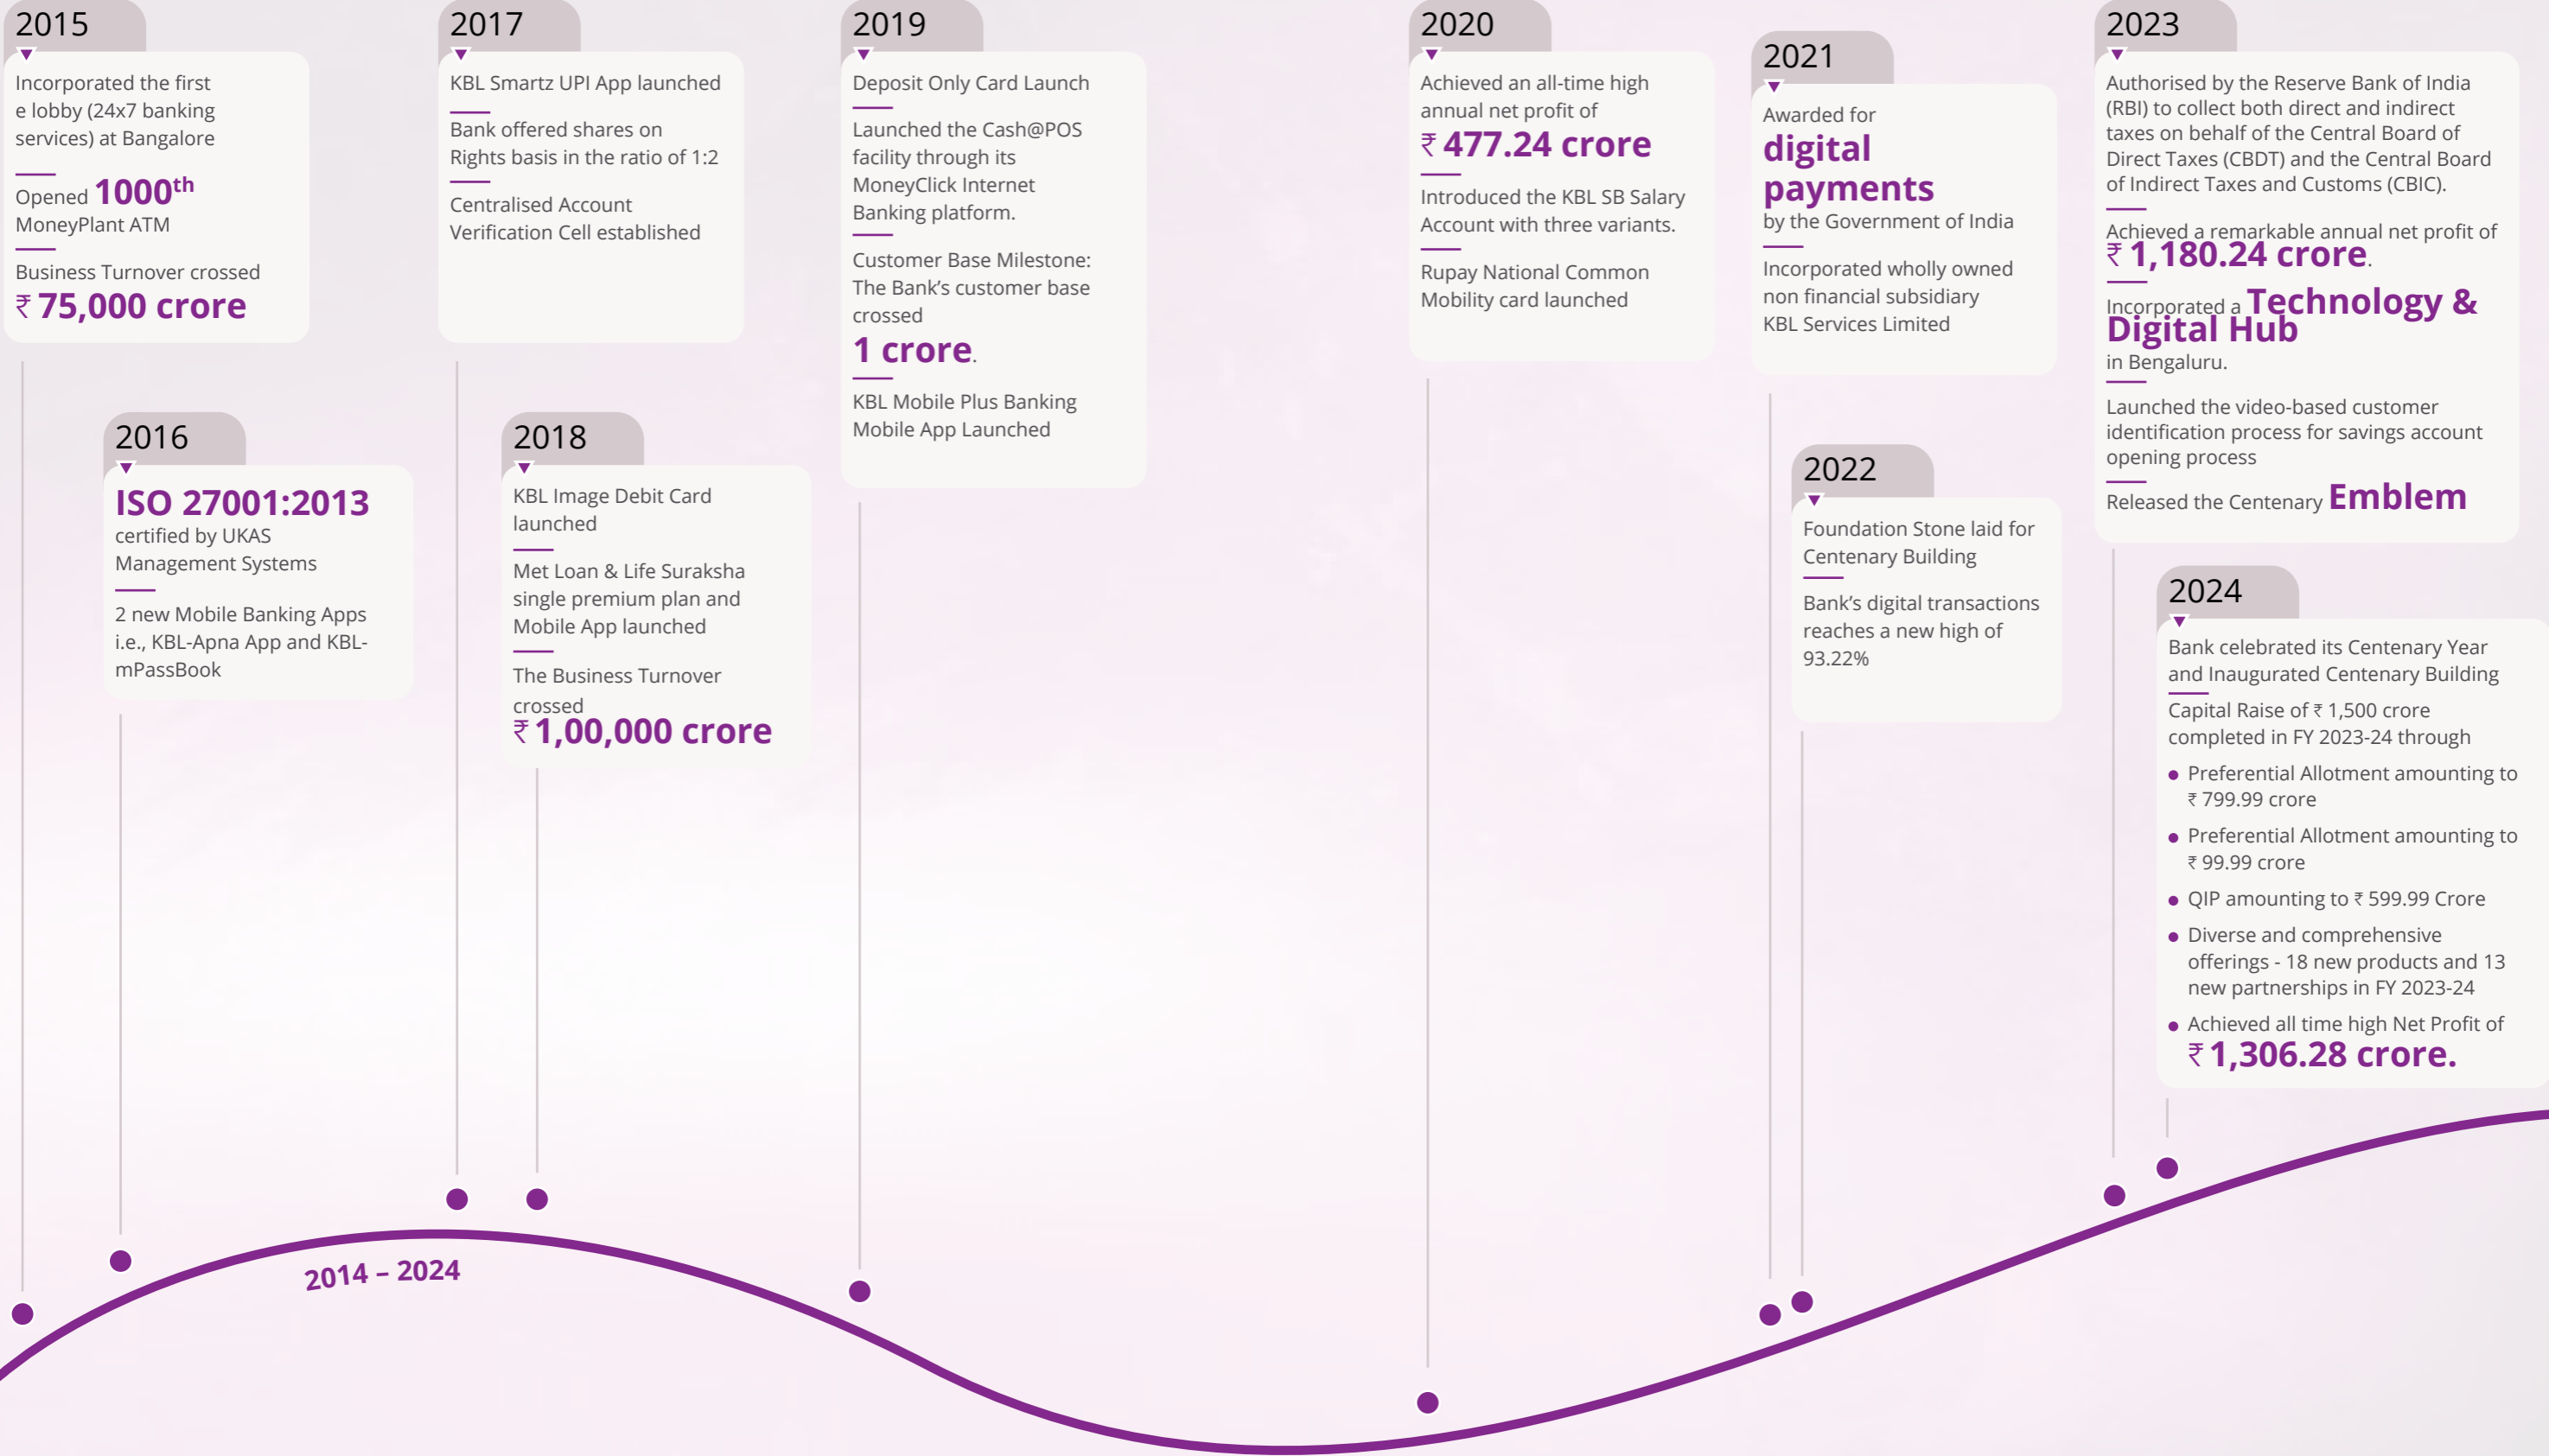 2015
Incorporated the first
e lobby (24x7 banking
services) at Bangalore
Opened 1000th
MoneyPlant ATM
Business Turnover crossed
₹ 75,000 crore
2016
ISO 27001:2013
certified by UKAS
Management Systems
2 new Mobile Banking Apps
i.e., KBL-Apna App and KBL-
mPassBook
2017
KBL Smartz UPI App launched
Bank offered shares on
Rights basis in the ratio of 1:2
Centralised Account
Verification Cell established
2018
KBL Image Debit Card
launched
Met Loan & Life Suraksha
single premium plan and
Mobile App launched
The Business Turnover
crossed
₹ 1,00,000 crore
2019
Deposit Only Card Launch
Launched the Cash@POS
facility through its
MoneyClick Internet
Banking platform.
Customer Base Milestone:
The Bank’s customer base
crossed
1 crore.
KBL Mobile Plus Banking
Mobile App Launched
2020
Achieved an all-time high
annual net profit of
₹ 477.24 crore
Introduced the KBL SB Salary
Account with three variants.
Rupay National Common
Mobility card launched
2021
Awarded for
digital
payments
by the Government of India
Incorporated wholly owned
non financial subsidiary
KBL Services Limited
2022
Foundation Stone laid for
Centenary Building
Bank’s digital transactions
reaches a new high of
93.22%
2023
Authorised by the Reserve Bank of India
(RBI) to collect both direct and indirect
taxes on behalf of the Central Board of
Direct Taxes (CBDT) and the Central Board
of Indirect Taxes and Customs (CBIC).
Achieved a remarkable annual net profit of
₹ 1,180.24 crore.
Incorporated a Technology &
Digital Hub
in Bengaluru.
Launched the video-based customer
identification process for savings account
opening process
Released the Centenary Emblem
2024
Bank celebrated its Centenary Year
and Inaugurated Centenary Building
Capital Raise of ₹ 1,500 crore
completed in FY 2023-24 through
• Preferential Allotment amounting to
₹ 799.99 crore
• Preferential Allotment amounting to
₹ 99.99 crore
• QIP amounting to ₹ 599.99 Crore
• Diverse and comprehensive
offerings - 18 new products and 13
new partnerships in FY 2023-24
• Achieved all time high Net Profit of
₹ 1,306.28 crore.
2014 – 2024